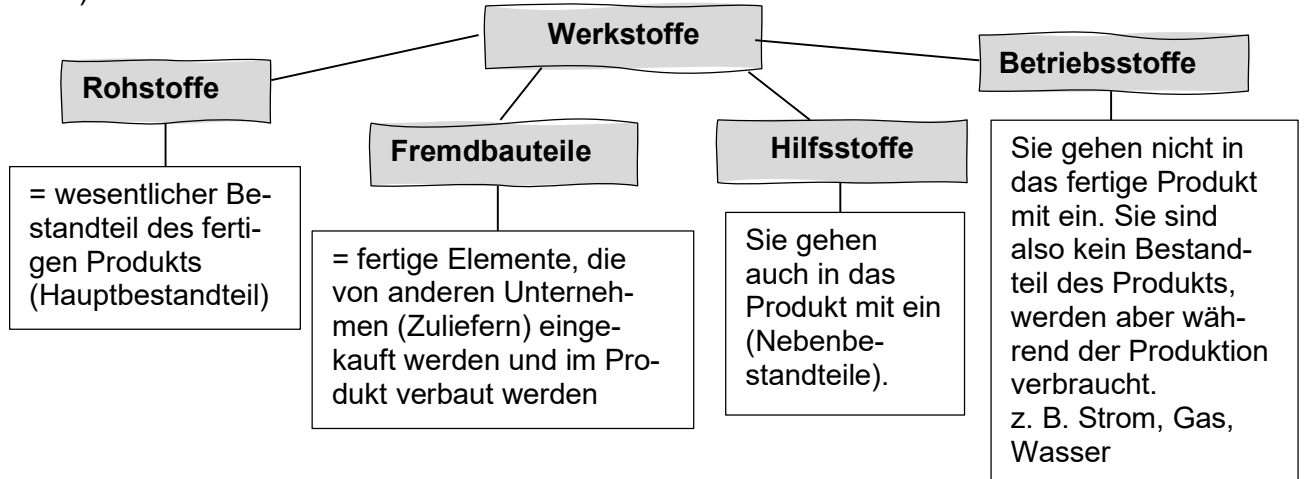 )
Werkstoffe
Rohstoffe
Betriebsstoffe
Fremdbauteile
Hilfsstoffe
= wesentlicher Be-
standteil des ferti-
gen Produkts
(Hauptbestandteil)
= fertige Elemente, die
von anderen Unterneh-
men (Zuliefern) einge-
kauft werden und im Pro-
dukt verbaut werden
Sie gehen
auch in das
Produkt mit ein
(Nebenbe-
standteile).
Sie gehen nicht in
das fertige Produkt
mit ein. Sie sind
also kein Bestand-
teil des Produkts,
werden aber wäh-
rend der Produktion
verbraucht.
z. B. Strom, Gas,
Wasser